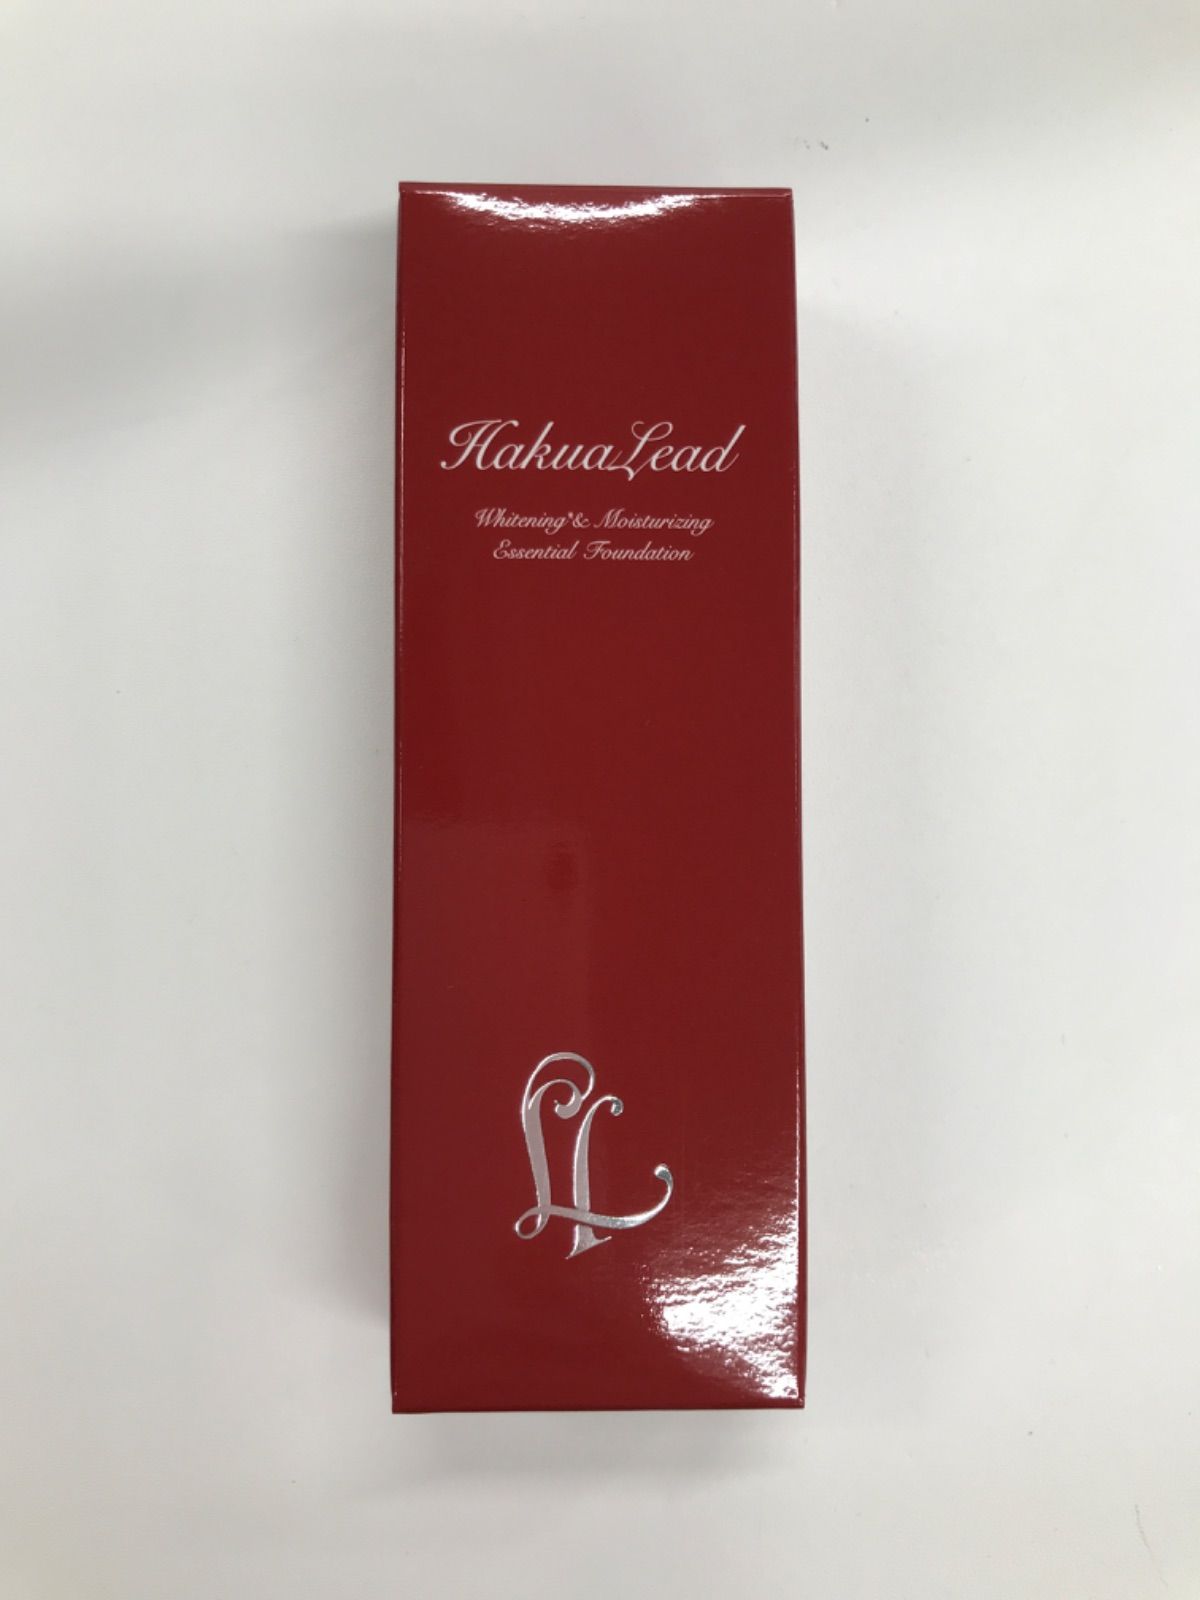 HakuaLead
Whitening*& Moisturizing
Essential Foundation